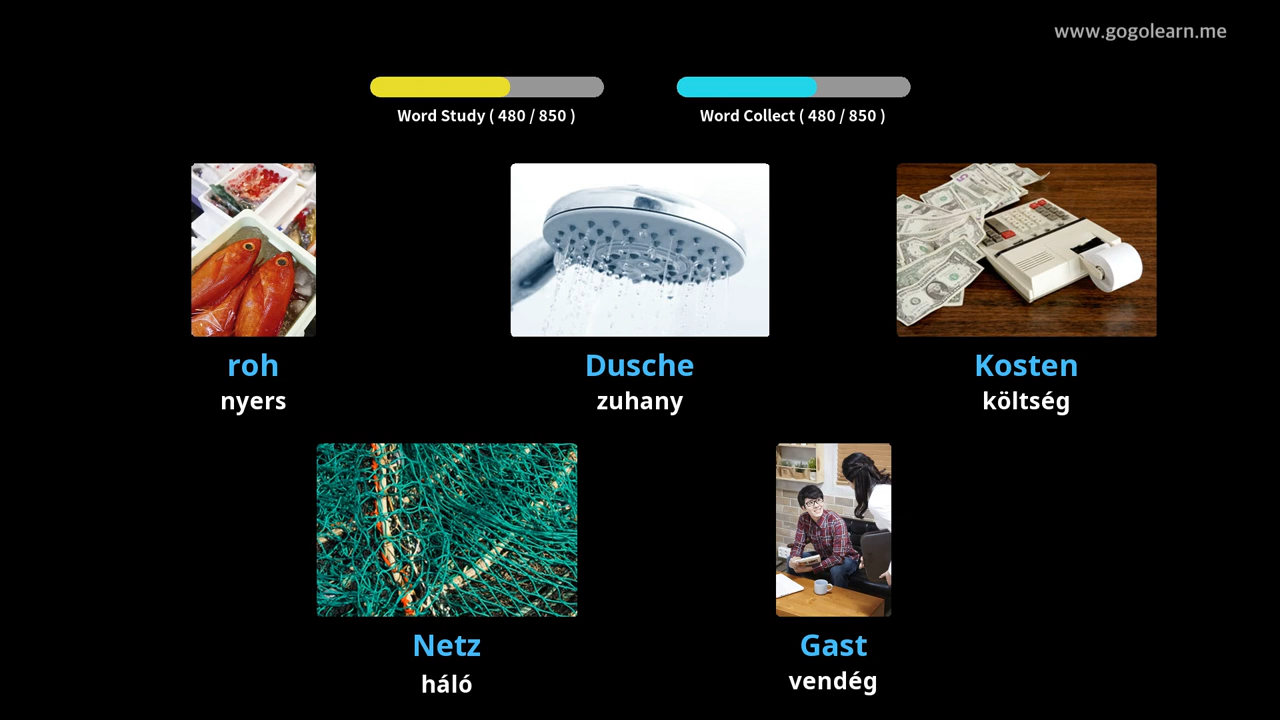 www.gogolearn.me
Word Study ( 480 / 850 )
Word Collect ( 480 / 850 )
roh
nyers
Dusche
zuhany
Kosten
költség
Netz
háló
Gast
vendég